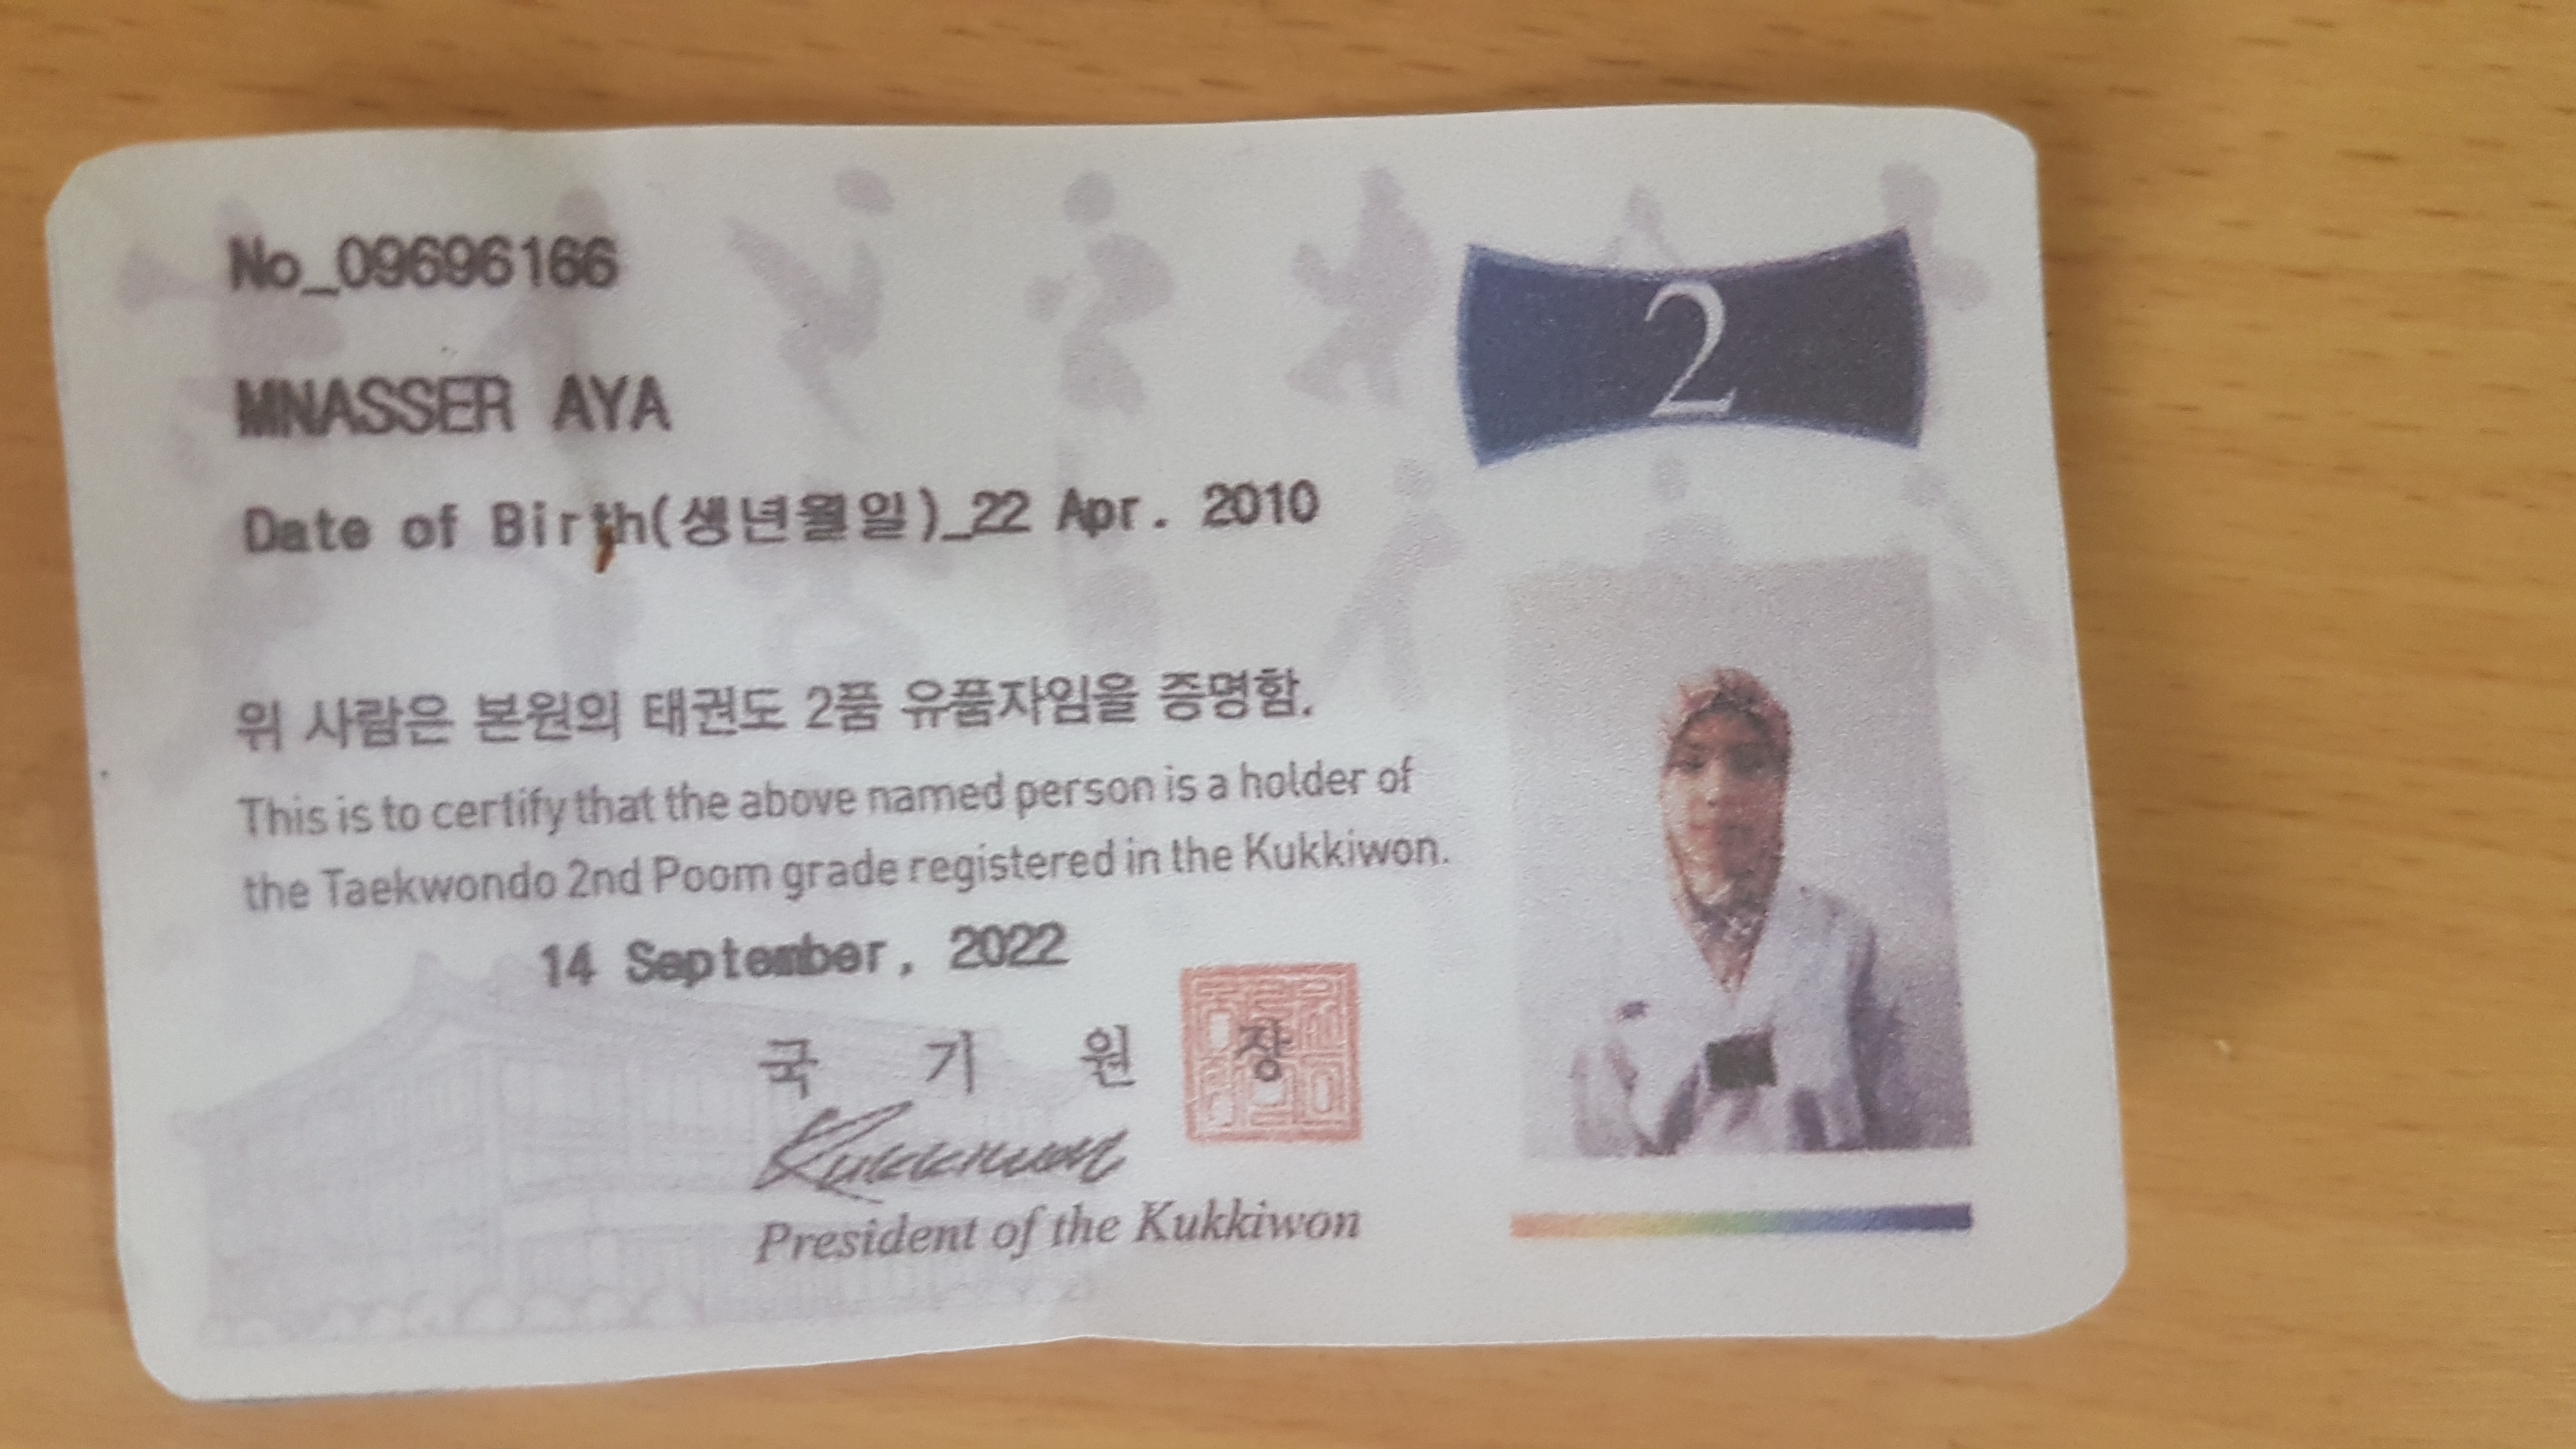 No_09696166
2
MNASSER AYA
Date of Birth(생년월일)_22 Apr. 2010
위 사람은 본원의 태권도 2품 유품자임을 증명함.
This is to certify that the above named person is a holder of
the Taekwondo 2nd Poom grade registered in the Kukkiwon.
14 September, 2022
국 기 원 장
Kukkiwon
President of the Kukkiwon